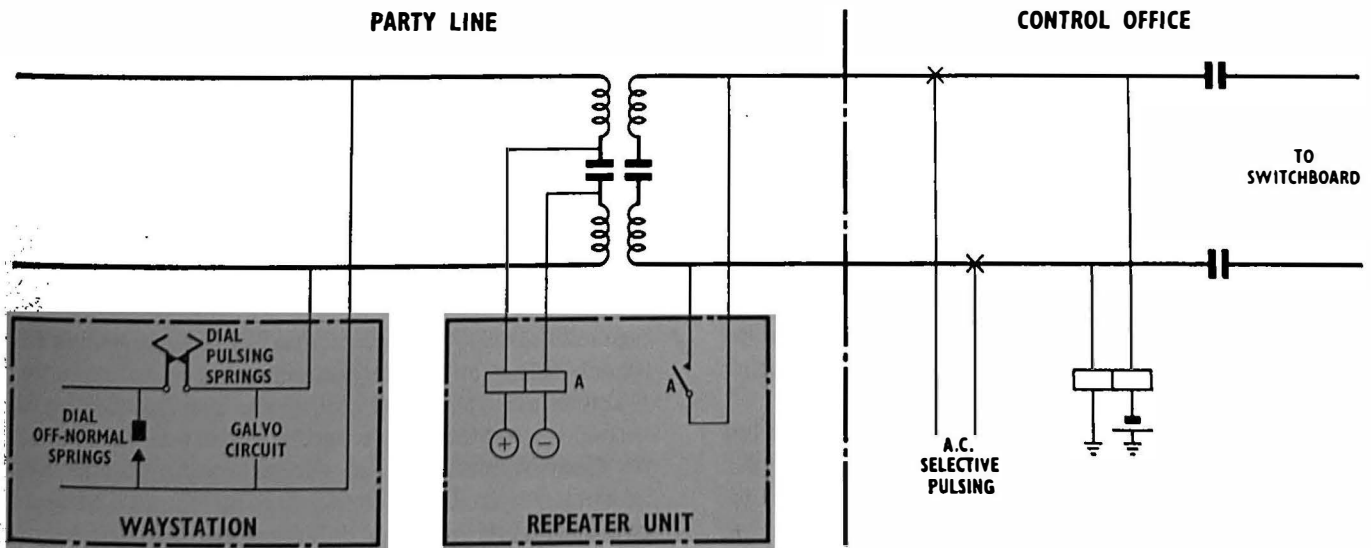 PARTY LINE
CONTROL OFFICE
TO
SWITCHBOARD
DIAL
PULSING
SPRINGS
DIAL
OFF-NORMAL
SPRINGS
GALVO
CIRCUIT
WAYSTATION
A
+
−
A
REPEATER UNIT
A.C.
SELECTIVE
PULSING